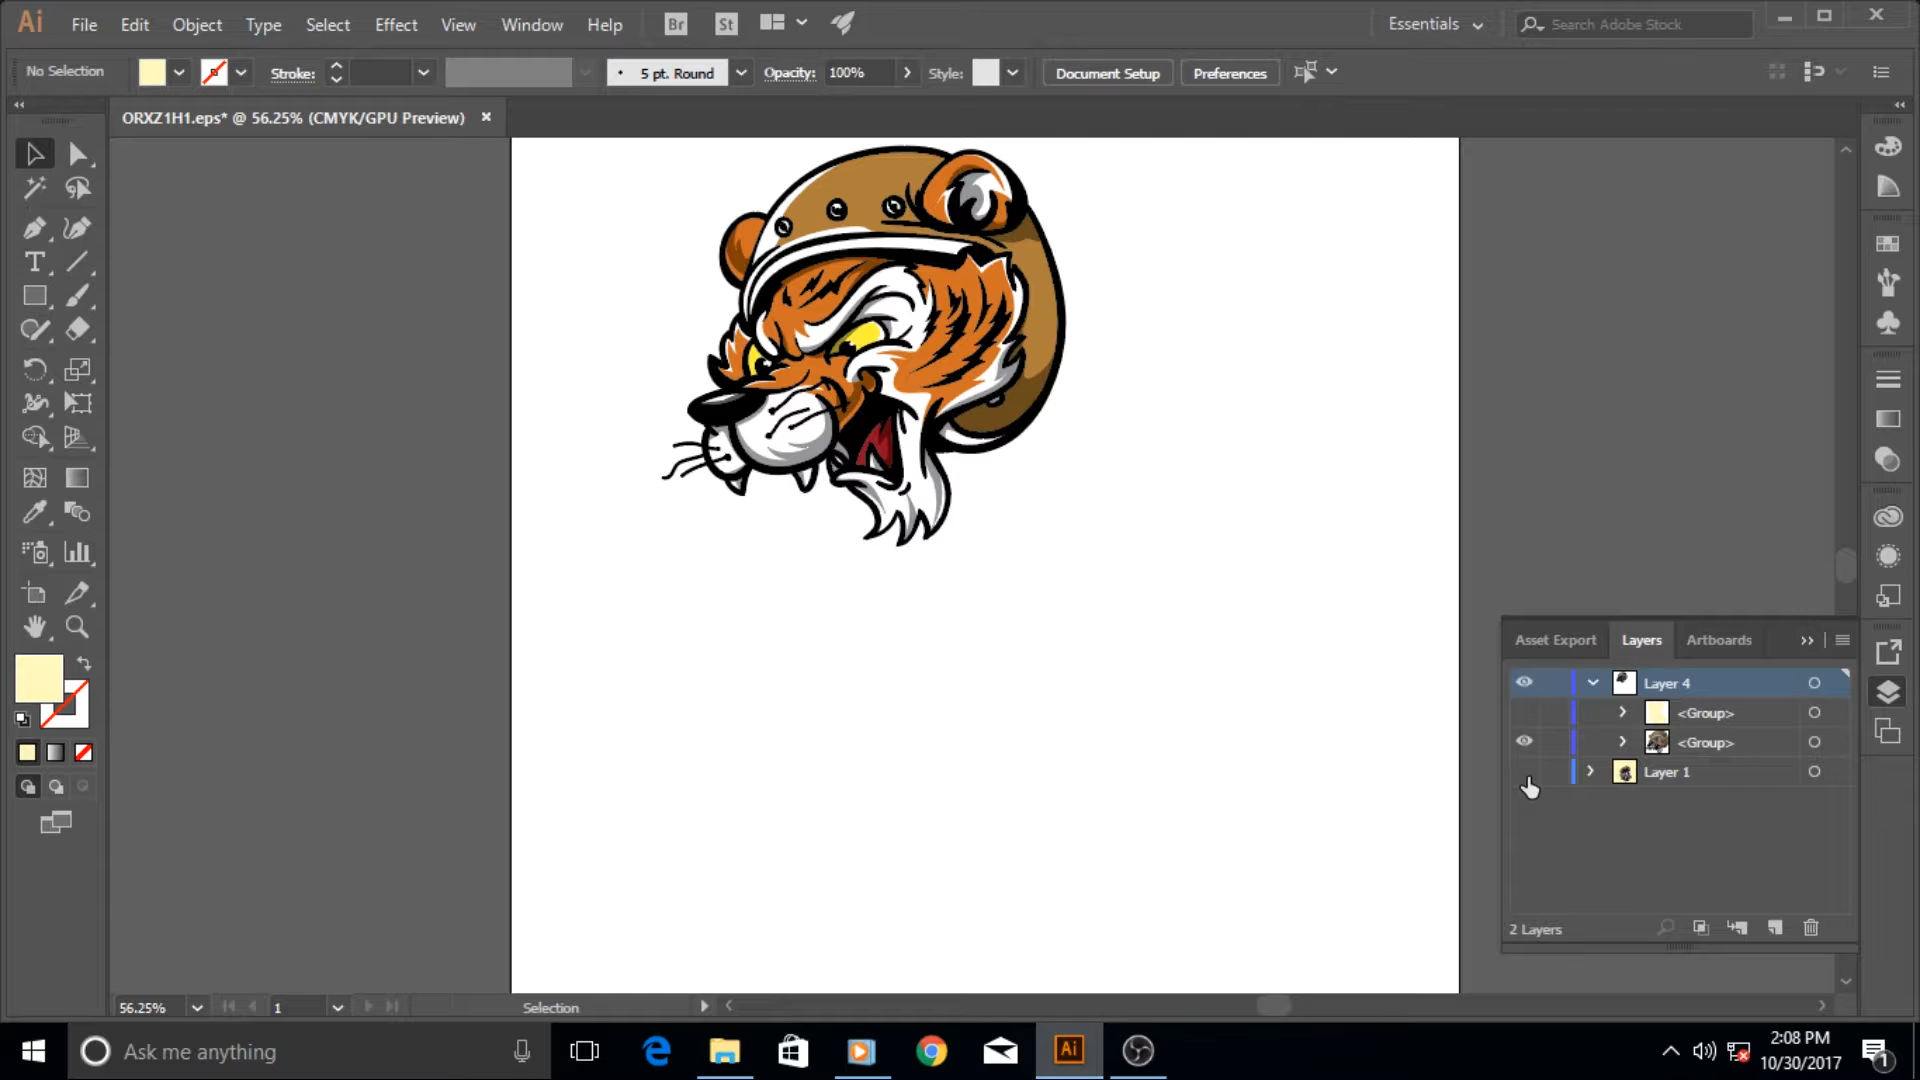 Ai File Edit Object Type Select Effect View Window Help Br St Essentials Search Adobe Stock
No Selection Stroke: 5 pt. Round Opacity: 100% Style: Document Setup Preferences
ORXZ1H1.eps* @ 56.25% (CMYK/GPU Preview)
Asset Export Layers Artboards
Layer 4
<Group>
<Group>
Layer 1
2 Layers
56.25% 1 Selection
Ask me anything
Ai
2:08 PM
10/30/2017
1